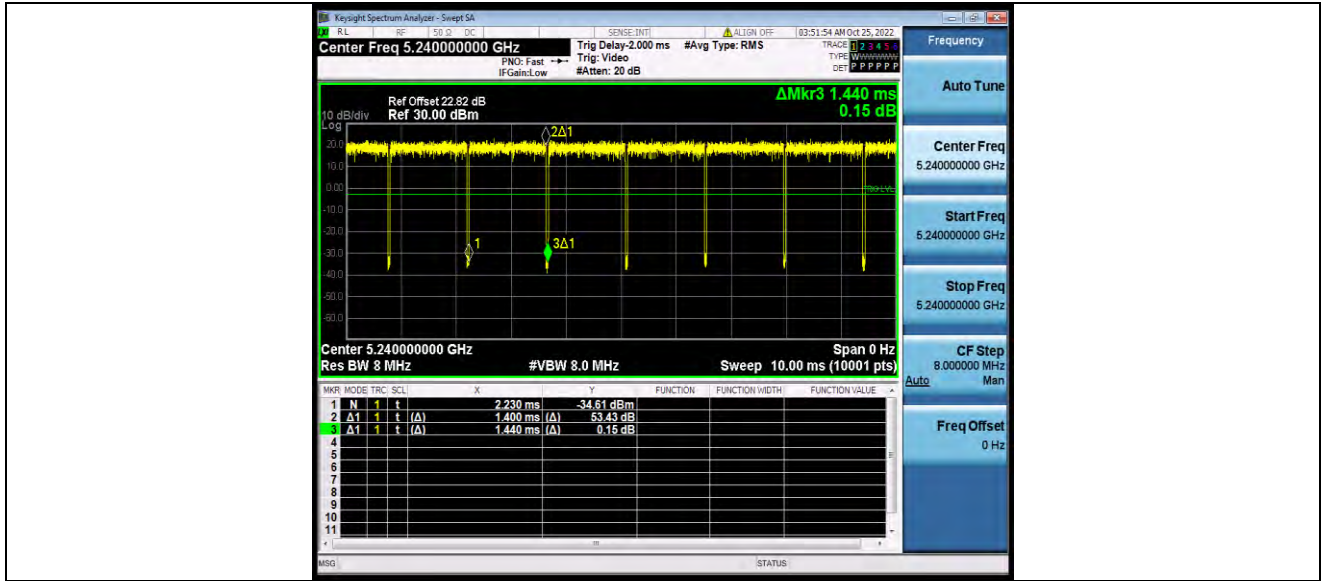 Keysight Spectrum Analyzer - Swept SA
RL RF 50 Ω DC SENSE:INT ALIGN OFF 03:51:54 AM Oct 25, 2022
Center Freq 5.240000000 GHz
PNO: Fast
IFGain:Low
Trig Delay-2.000 ms
Trig: Video
#Atten: 20 dB
#Avg Type: RMS
TRACE 1 2 3 4 5 6
TYPE WWWWWW
DET P P P P P P
ΔMkr3 1.440 ms
0.15 dB
Ref Offset 22.82 dB
10 dB/div Ref 30.00 dBm
Log
20.0
10.0
0.00
-10.0
-20.0
-30.0
-40.0
-50.0
-60.0
2Δ1
TRIG LVL
1
3Δ1
Center 5.240000000 GHz Span 0 Hz
Res BW 8 MHz #VBW 8.0 MHz Sweep 10.00 ms (10001 pts)
MKR MODE TRC SCL X Y FUNCTION FUNCTION WIDTH FUNCTION VALUE
1 N 1 t 2.230 ms -34.61 dBm
2 Δ1 1 t (Δ) 1.400 ms (Δ) 53.43 dB
3 Δ1 1 t (Δ) 1.440 ms (Δ) 0.15 dB
4
5
6
7
8
9
10
11
MSG STATUS
Frequency
Auto Tune
Center Freq
5.240000000 GHz
Start Freq
5.240000000 GHz
Stop Freq
5.240000000 GHz
CF Step
8.000000 MHz
Auto Man
Freq Offset
0 Hz